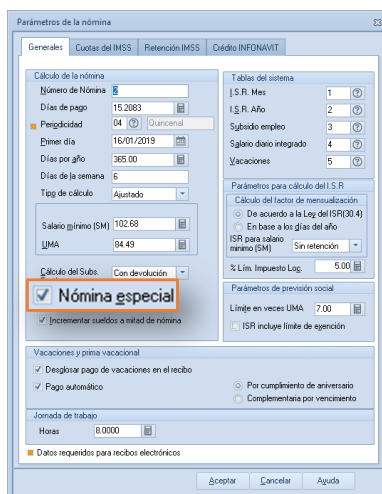 Parámetros de la nómina
Generales Cuotas del IMSS Retención IMSS Crédito INFONAVIT
Cálculo de la nómina
Número de Nómina 2
Días de pago 15.2083
Periodicidad 04 Quincenal
Primer día 16/01/2019
Días por año 365.00
Días de la semana 6
Tipo de cálculo Ajustado
Salario mínimo (SM) 102.68
UMA 84.49
Cálculo del Subs. Con devolución
Nómina especial
Incrementar sueldos a mitad de nómina
Tablas del sistema
I.S.R. Mes 1
I.S.R. Año 2
Subsidio empleo 3
Salario diario integrado 4
Vacaciones 5
Parámetros para cálculo del I.S.R
Cálculo del factor de mensualización
De acuerdo a la Ley del ISR(30.4)
En base a los días del año
ISR para salario
minimo (SM) Sin retención
% Lím. Impuesto Loc. 5.00
Parámetros de previsión social
Límite en veces UMA 7.00
ISR incluye límite de exención
Vacaciones y prima vacacional
Desglosar pago de vacaciones en el recibo
Pago automático
Por cumplimiento de aniversario
Complementaria por vencimiento
Jornada de trabajo
Horas 8.0000
Datos requeridos para recibos electrónicos
Aceptar Cancelar Ayuda